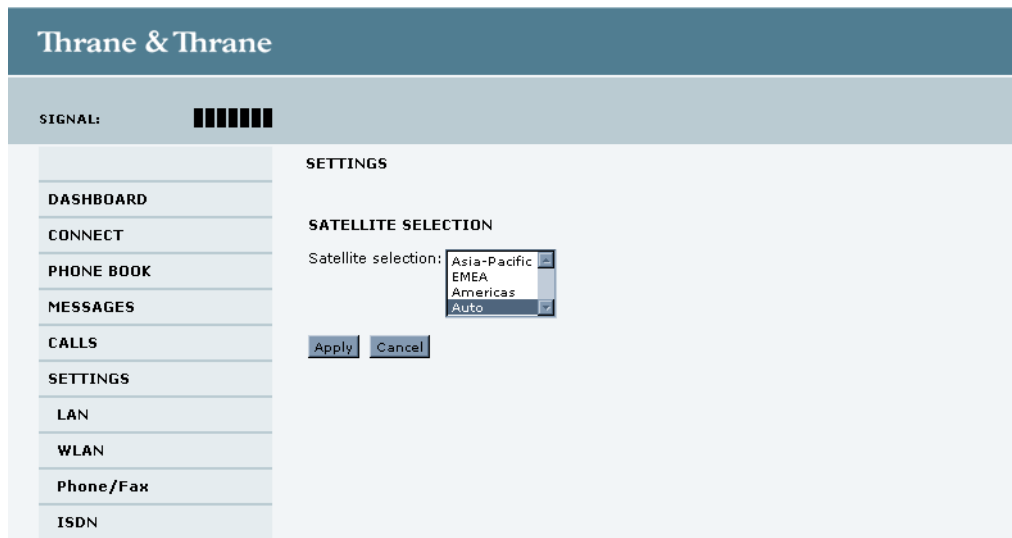 Thrane & Thrane
SIGNAL:
SETTINGS
DASHBOARD
CONNECT
PHONE BOOK
MESSAGES
CALLS
SETTINGS
LAN
WLAN
Phone/Fax
ISDN
SATELLITE SELECTION
Satellite selection:
Asia-Pacific
EMEA
Americas
Auto
Apply Cancel